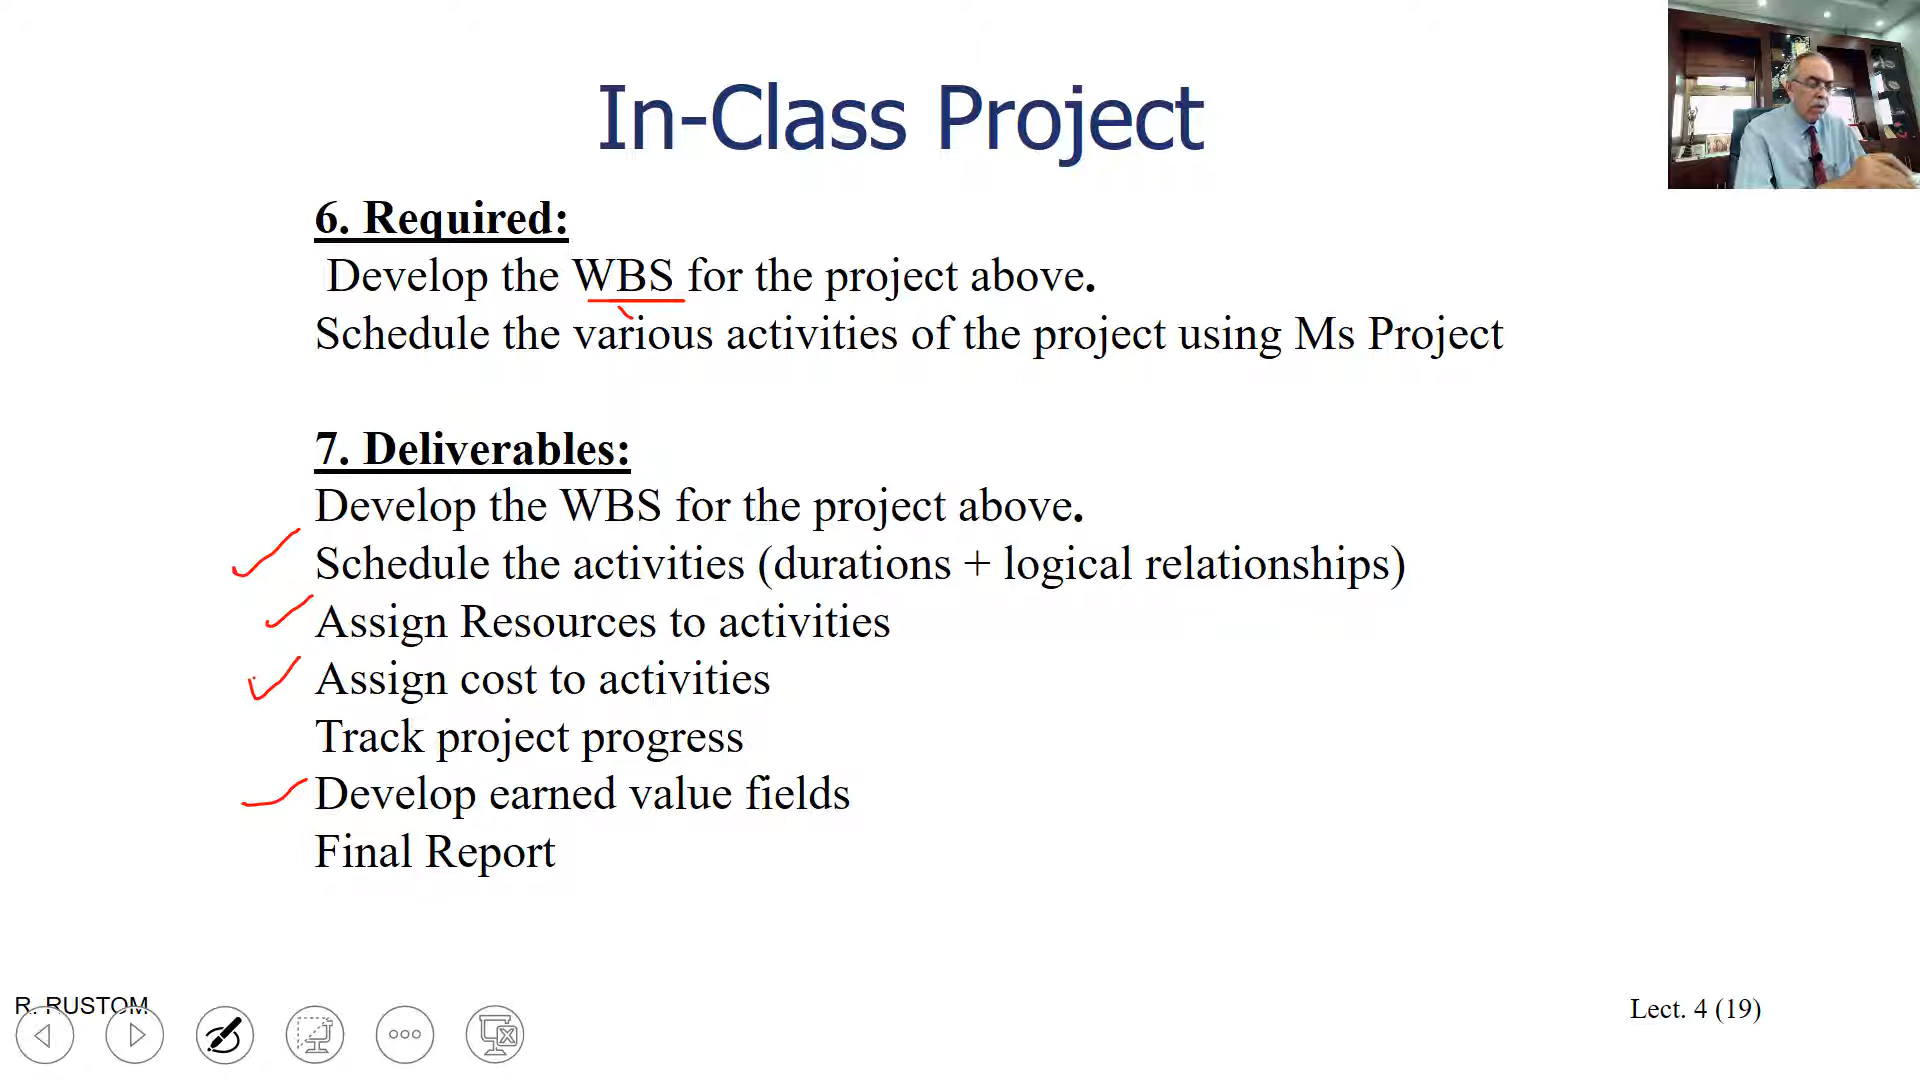 In-Class Project
6. Required:
Develop the WBS for the project above.
Schedule the various activities of the project using Ms Project
7. Deliverables:
Develop the WBS for the project above.
Schedule the activities (durations + logical relationships)
Assign Resources to activities
Assign cost to activities
Track project progress
Develop earned value fields
Final Report
R. RUSTOM
Lect. 4 (19)